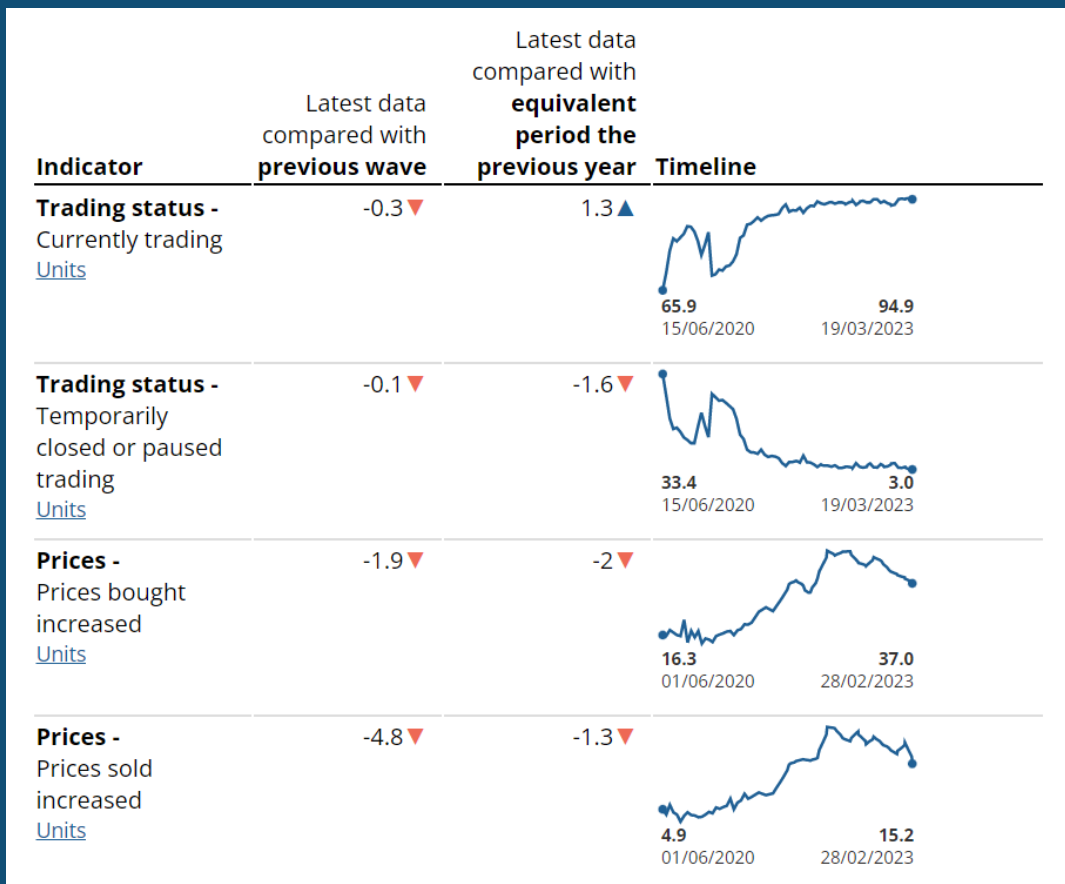 Latest data
compared with
equivalent
period the
previous year
Latest data
compared with
previous wave
Indicator
Timeline
Trading status -
Currently trading
Units
-0.3▼
1.3▲
65.9
94.9
15/06/2020
19/03/2023
Trading status -
Temporarily
closed or paused
trading
Units
-0.1▼
-1.6▼
33.4
3.0
15/06/2020
19/03/2023
Prices -
Prices bought
increased
Units
-1.9▼
-2▼
16.3
37.0
01/06/2020
28/02/2023
Prices -
Prices sold
increased
Units
-4.8▼
-1.3▼
4.9
15.2
01/06/2020
28/02/2023